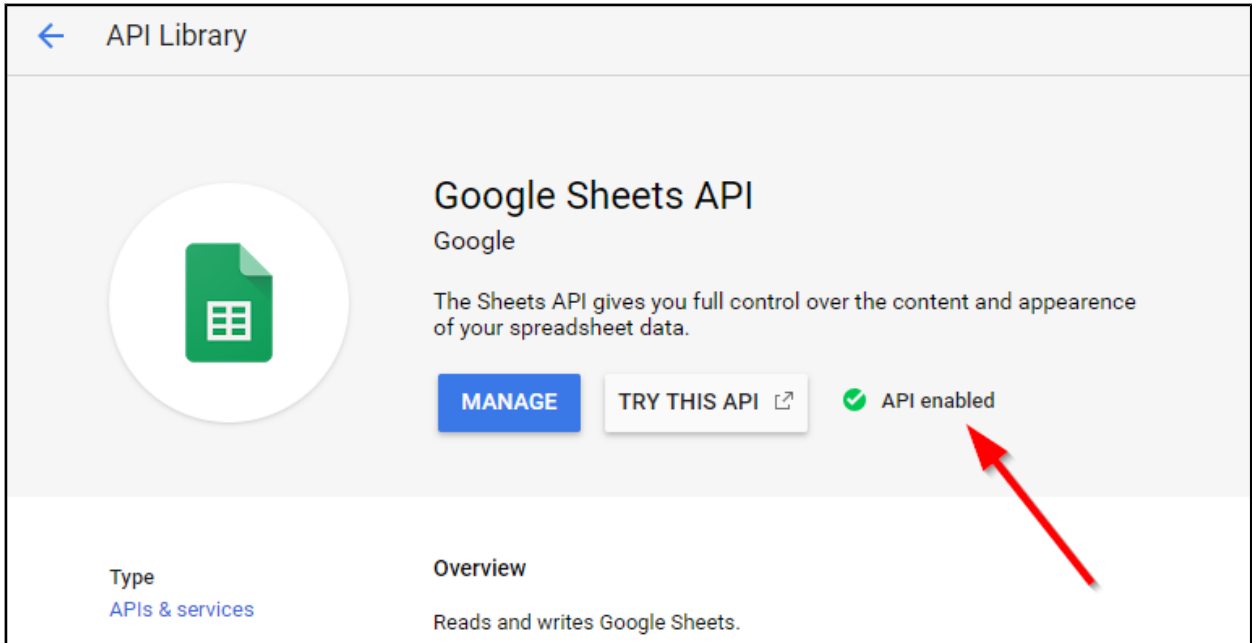 API Library
Google Sheets API
Google
The Sheets API gives you full control over the content and appearence
of your spreadsheet data.
MANAGE
TRY THIS API
API enabled
Type
APIs & services
Overview
Reads and writes Google Sheets.